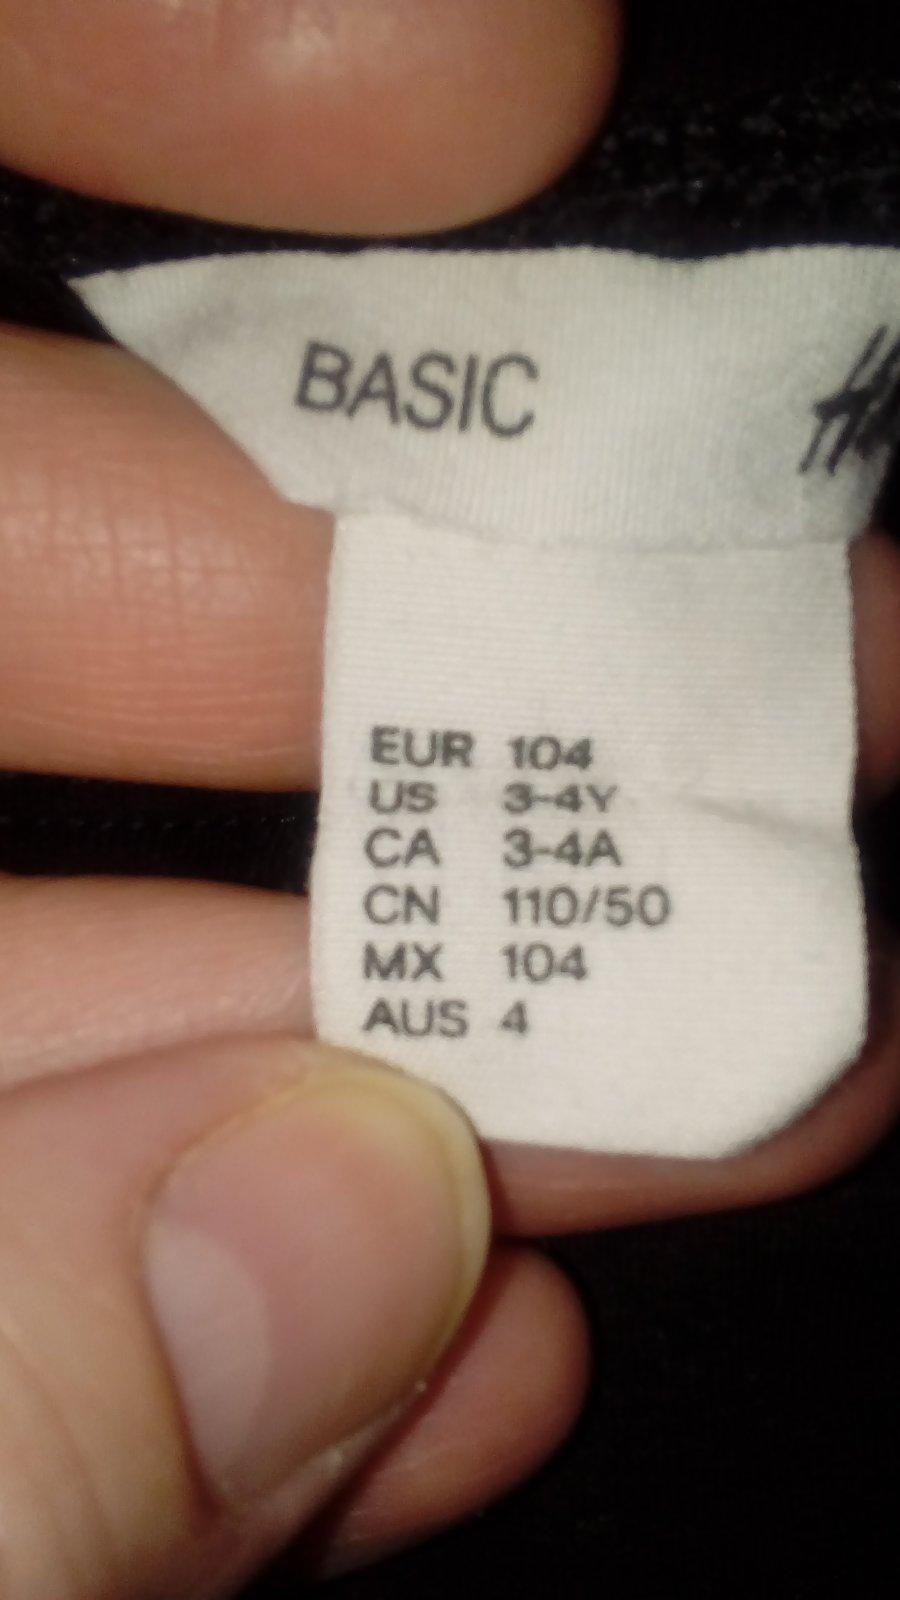 BASIC
EUR 104
US 3-4Y
CA 3-4A
CN 110/50
MX 104
AUS 4